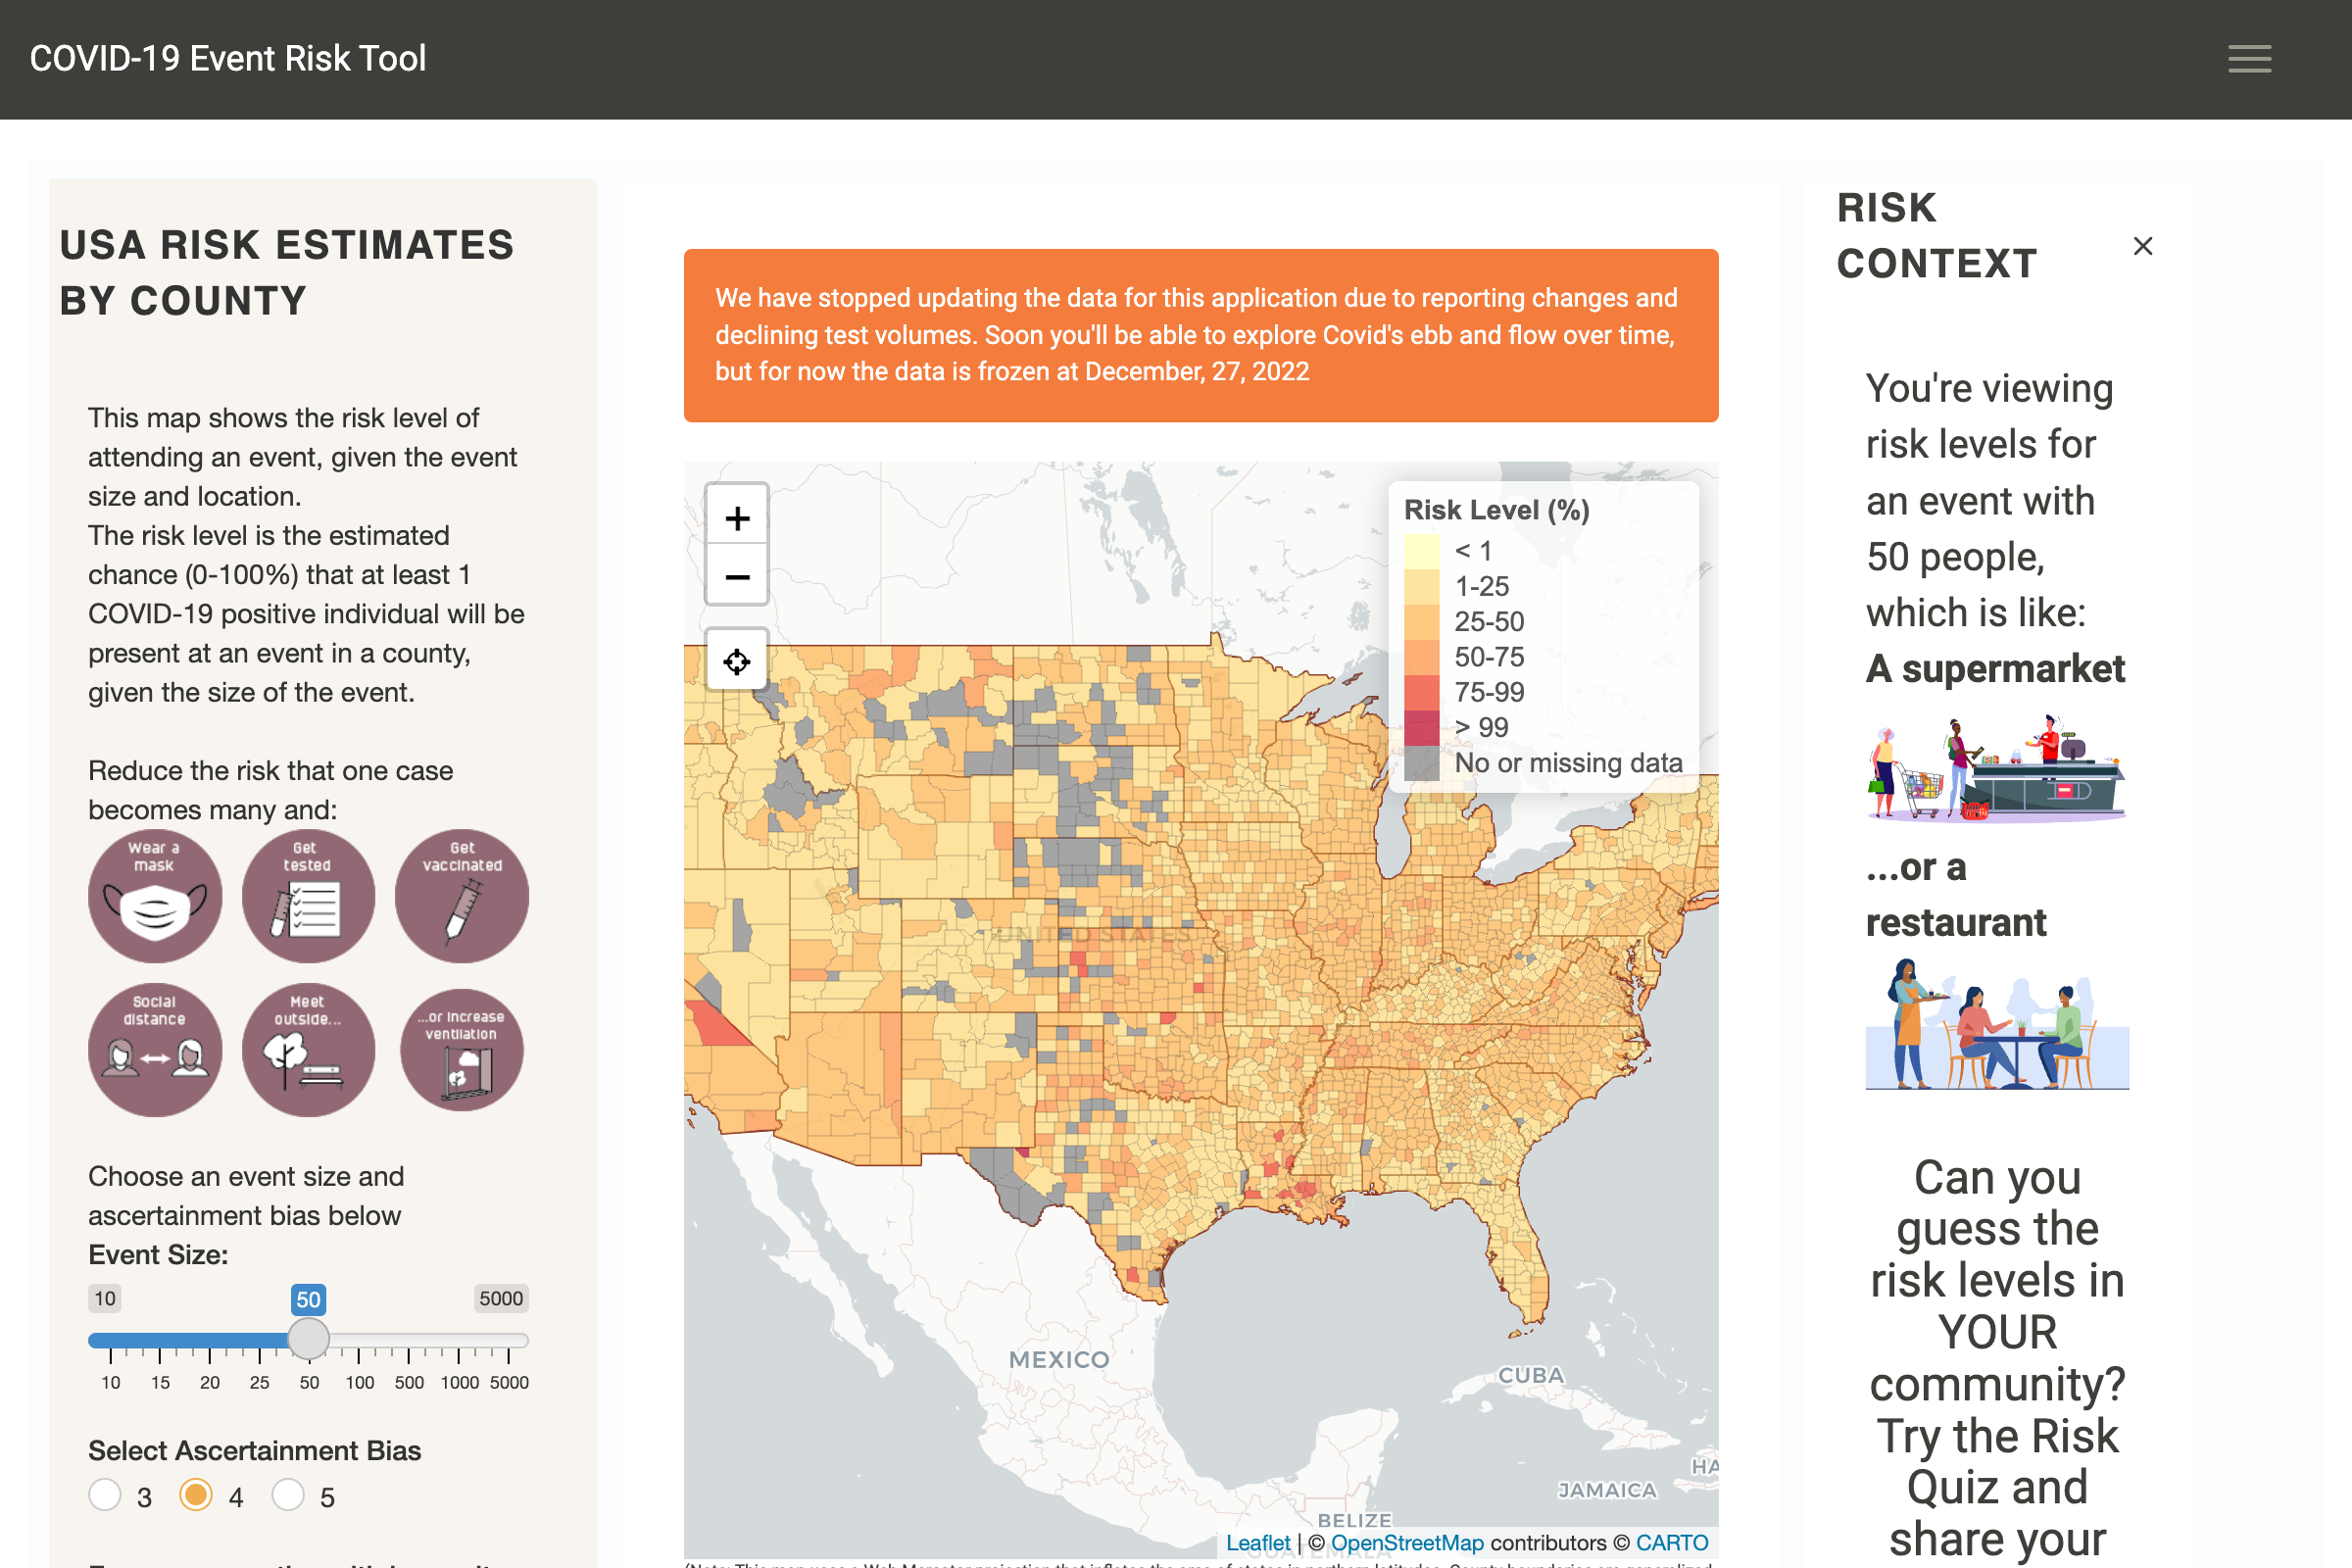 COVID-19 Event Risk Tool
USA RISK ESTIMATES
BY COUNTY
This map shows the risk level of
attending an event, given the event
size and location.
The risk level is the estimated
chance (0-100%) that at least 1
COVID-19 positive individual will be
present at an event in a county,
given the size of the event.
Reduce the risk that one case
becomes many and:
Wear a
mask
Get
tested
Get
vaccinated
Social
distance
Meet
outside...
...or increase
ventilation
Choose an event size and
ascertainment bias below
Event Size:
10
50
5000
10 15 20 25 50 100 500 1000 5000
Select Ascertainment Bias
3 4 5
We have stopped updating the data for this application due to reporting changes and
declining test volumes. Soon you'll be able to explore Covid's ebb and flow over time,
but for now the data is frozen at December, 27, 2022
+
−
Risk Level (%)
< 1
1-25
25-50
50-75
75-99
> 99
No or missing data
UNITED STATES
MEXICO
CUBA
HA
JAMAICA
BELIZE
GUATEMALA
Leaflet | © OpenStreetMap contributors © CARTO
RISK
CONTEXT
×
You're viewing
risk levels for
an event with
50 people,
which is like:
A supermarket
...or a
restaurant
Can you
guess the
risk levels in
YOUR
community?
Try the Risk
Quiz and
share your